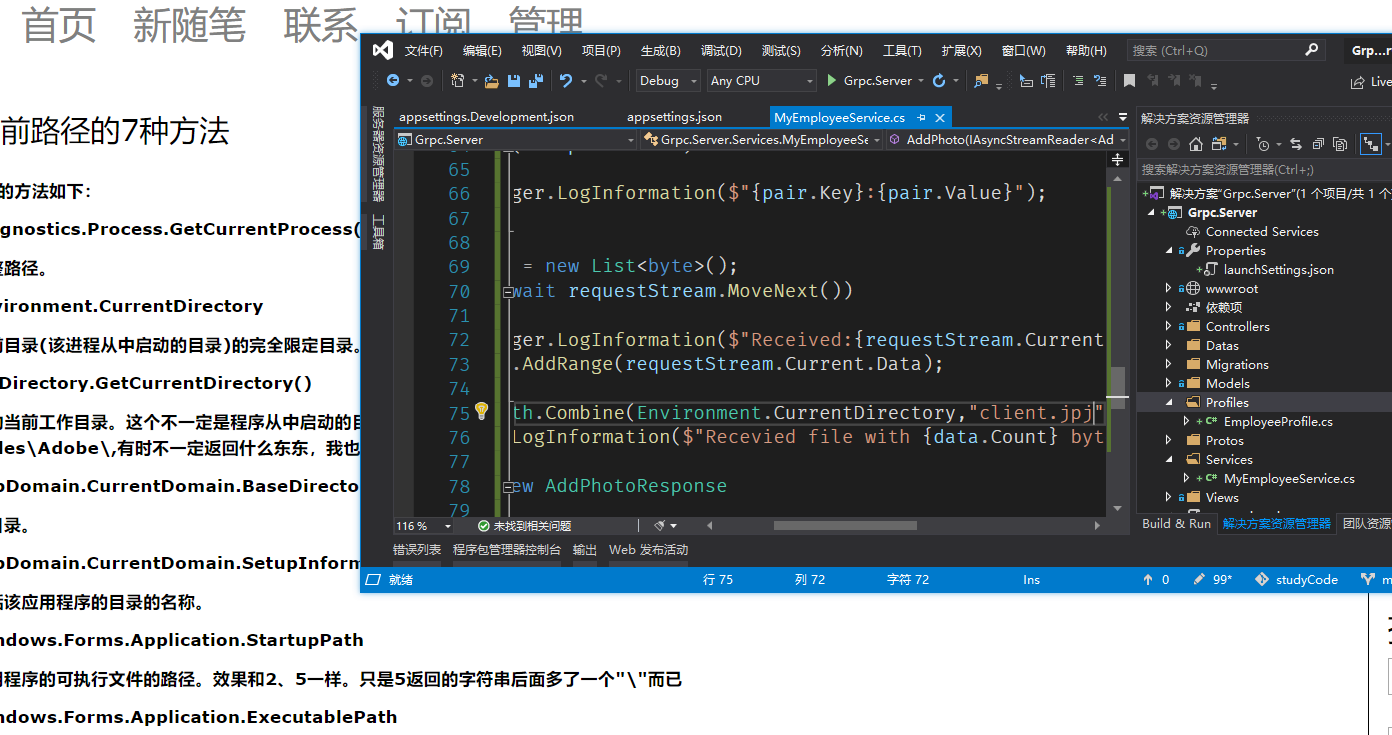 首页 新随笔 联系 订阅 管理
前路径的7种方法
的方法如下:
gnostics.Process.GetCurrentProcess(
整路径。
vironment.CurrentDirectory
前目录(该进程从中启动的目录)的完全限定目录。
Directory.GetCurrentDirectory()
的当前工作目录。这个不一定是程序从中启动的目
les\Adobe\,有时不一定返回什么东东，我也
pDomain.CurrentDomain.BaseDirecto
目录。
pDomain.CurrentDomain.SetupInform
括该应用程序的目录的名称。
ndows.Forms.Application.StartupPath
用程序的可执行文件的路径。效果和2、5一样。只是5返回的字符串后面多了一个"\"而已
ndows.Forms.Application.ExecutablePath
文件(F) 编辑(E) 视图(V) 项目(P) 生成(B) 调试(D) 测试(S) 分析(N) 工具(T) 扩展(X) 窗口(W) 帮助(H) 搜索 (Ctrl+Q) Grp...r
Debug Any CPU Grpc.Server Live
服务器资源管理器
工具箱
appsettings.Development.json appsettings.json MyEmployeeService.cs
Grpc.Server Grpc.Server.Services.MyEmployeeSe AddPhoto(IAsyncStreamReader<Ad
65
66 ger.LogInformation($"{pair.Key}:{pair.Value}");
67
68
69 = new List<byte>();
70 wait requestStream.MoveNext())
71
72 ger.LogInformation($"Received:{requestStream.Current
73 .AddRange(requestStream.Current.Data);
74
75 th.Combine(Environment.CurrentDirectory,"client.jpj"
76 LogInformation($"Recevied file with {data.Count} byt
77
78 ew AddPhotoResponse
79
116 % 未找到相关问题
错误列表 程序包管理器控制台 输出 Web 发布活动
解决方案资源管理器
搜索解决方案资源管理器(Ctrl+;)
解决方案"Grpc.Server"(1 个项目/共 1 个
Grpc.Server
Connected Services
Properties
launchSettings.json
wwwroot
依赖项
Controllers
Datas
Migrations
Models
Profiles
C# EmployeeProfile.cs
Protos
Services
C# MyEmployeeService.cs
Views
Build & Run 解决方案资源管理器 团队资源
就绪 行 75 列 72 字符 72 Ins 0 99* studyCode m